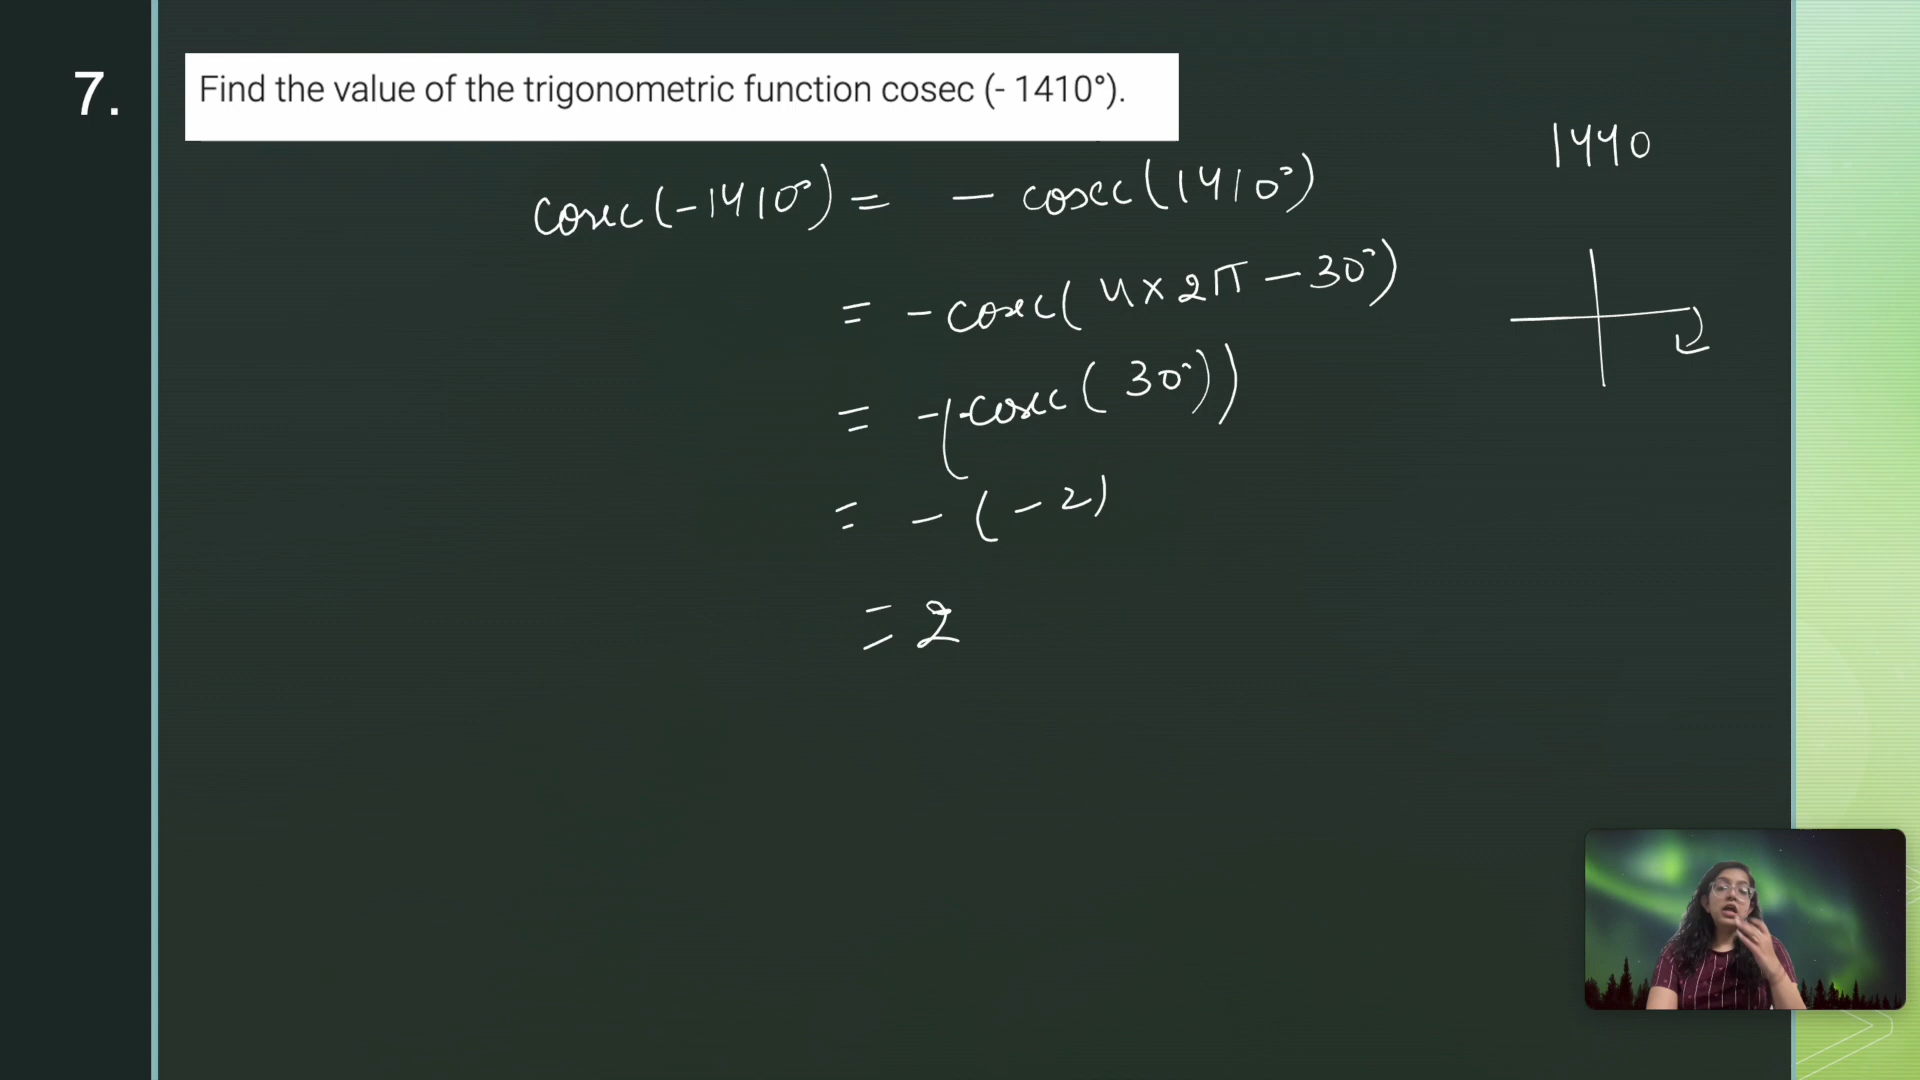 7.
Find the value of the trigonometric function cosec (- 1410°).
1440
cosec(-1410°) = - cosec(1410°)
= - cosec(4 × 2π - 30°)
= -(-cosec(30°))
= - (-2)
= 2